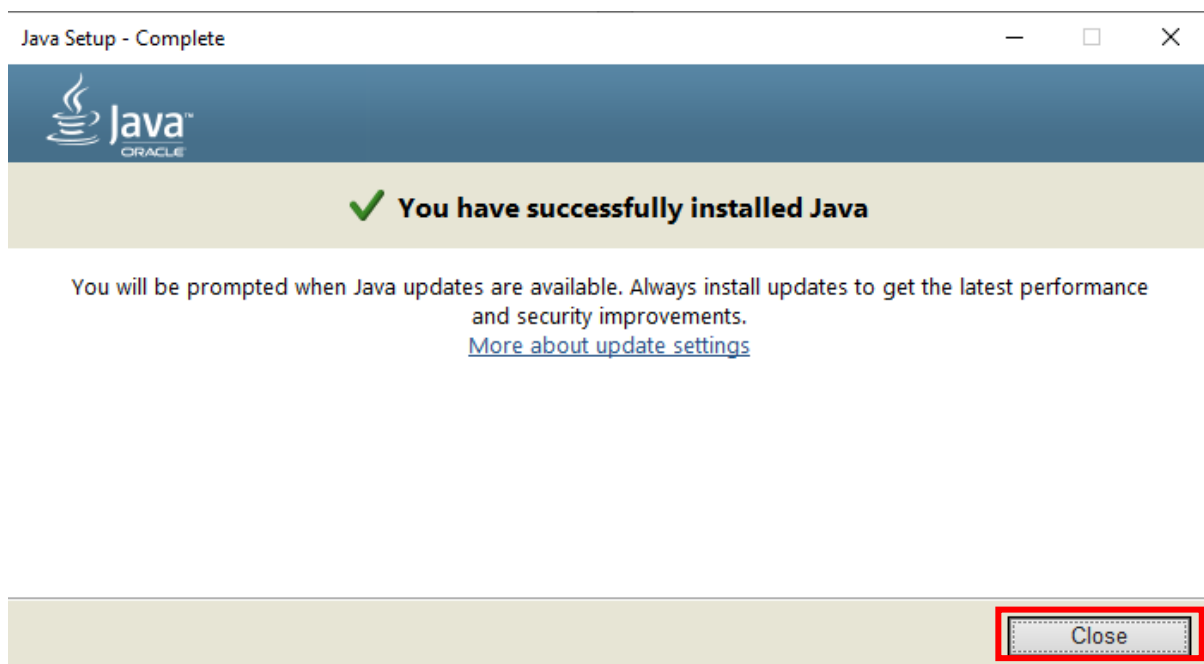 Java Setup - Complete
Java™
ORACLE
You have successfully installed Java
You will be prompted when Java updates are available. Always install updates to get the latest performance
and security improvements.
More about update settings
Close